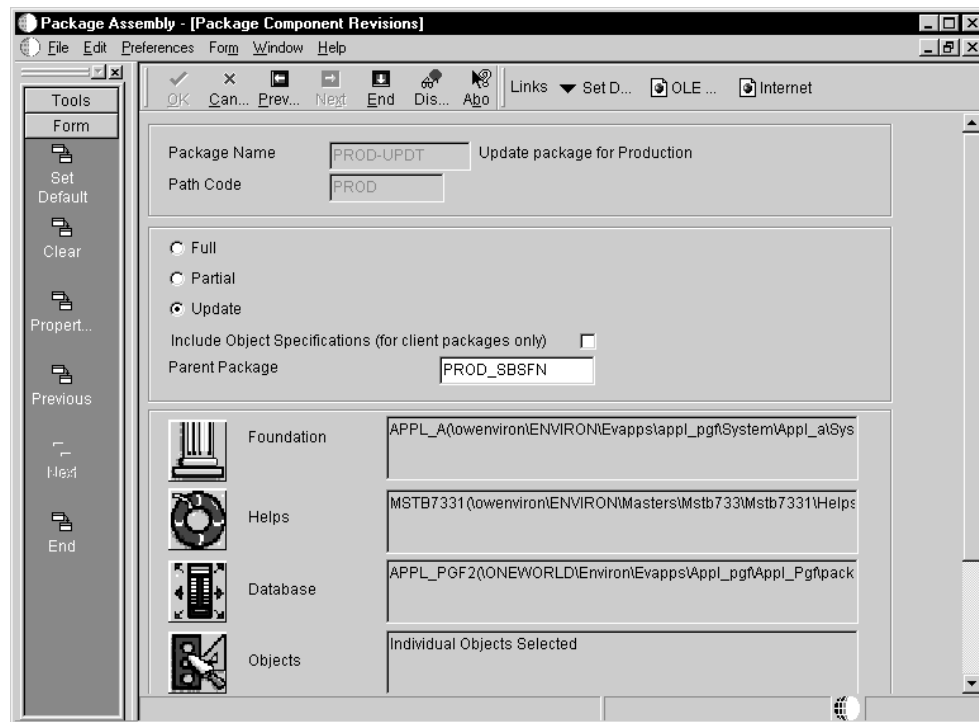 Package Assembly - [Package Component Revisions]
File Edit Preferences Form Window Help
OK Can... Prev... Next End Dis... Abo Links Set D... OLE ... Internet
Tools
Form
Set
Default
Clear
Propert...
Previous
Next
End
Package Name PROD-UPDT Update package for Production
Path Code PROD
Full
Partial
Update
Include Object Specifications (for client packages only)
Parent Package PROD_SBSFN
Foundation APPL_A(\owenviron\ENVIRON\Evapps\appl_pgf\System\Appl_a\Sys
Helps MSTB7331(\owenviron\ENVIRON\Masters\Mstb733\Mstb7331\Helps
Database APPL_PGF2(\ONEWORLD\Environ\Evapps\Appl_pgf\Appl_Pgf\pack
Objects Individual Objects Selected